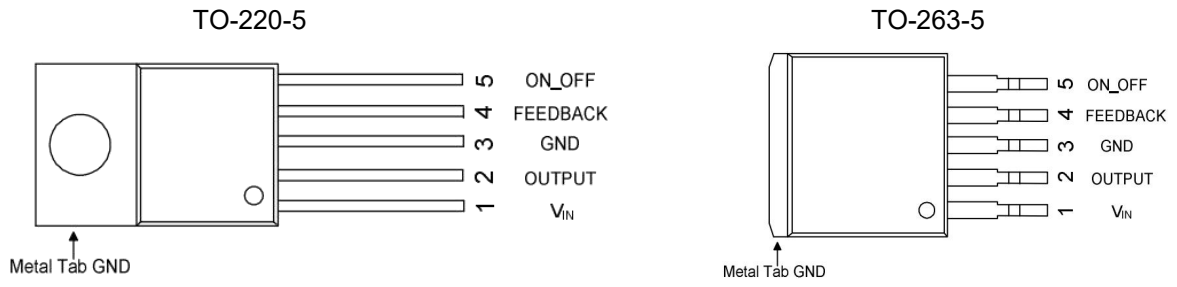 TO-220-5
5 ON_OFF
4 FEEDBACK
3 GND
2 OUTPUT
1 VIN
Metal Tab GND
TO-263-5
5 ON_OFF
4 FEEDBACK
3 GND
2 OUTPUT
1 VIN
Metal Tab GND